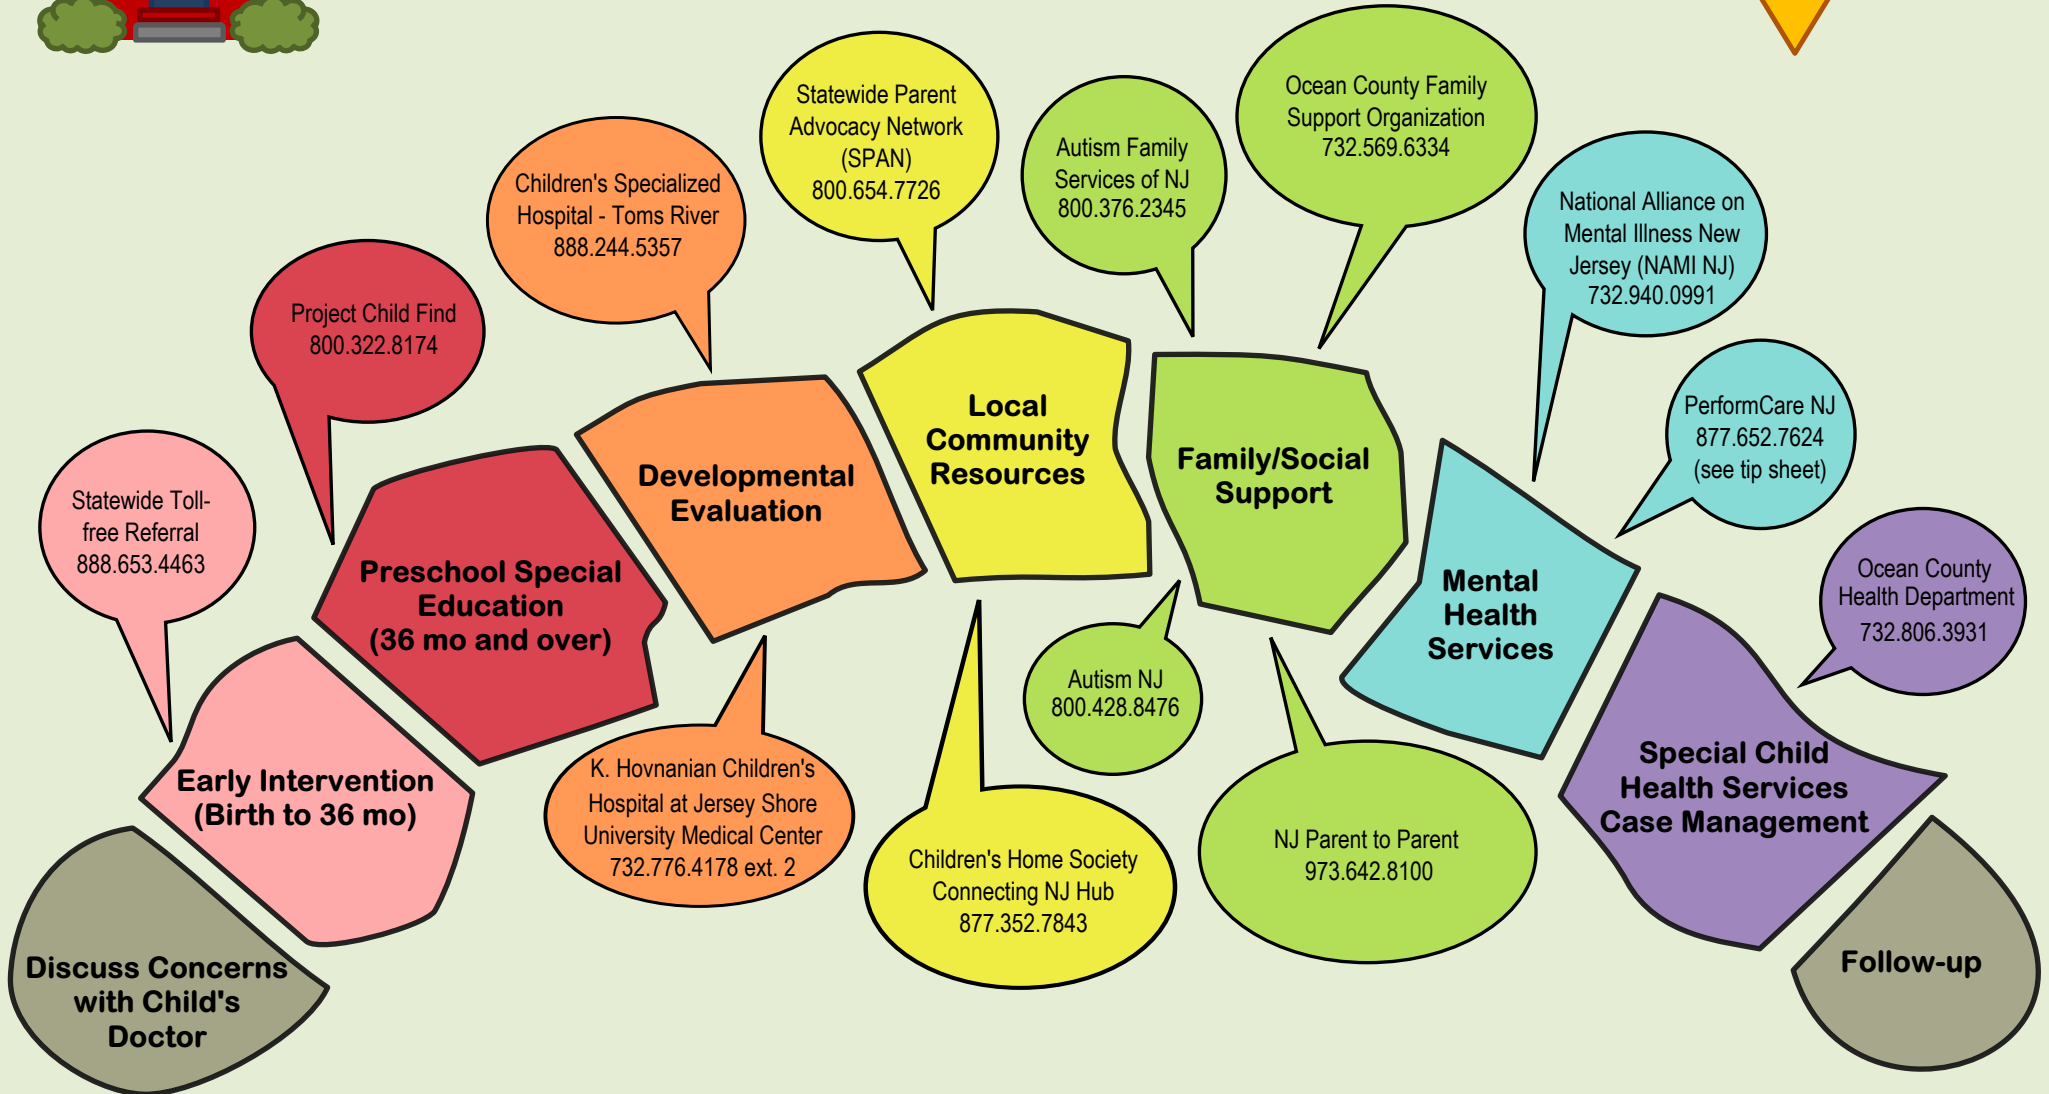 Statewide Toll-
free Referral
888.653.4463
Project Child Find
800.322.8174
Children's Specialized
Hospital - Toms River
888.244.5357
Statewide Parent
Advocacy Network
(SPAN)
800.654.7726
Autism Family
Services of NJ
800.376.2345
Ocean County Family
Support Organization
732.569.6334
National Alliance on
Mental Illness New
Jersey (NAMI NJ)
732.940.0991
PerformCare NJ
877.652.7624
(see tip sheet)
Ocean County
Health Department
732.806.3931
Discuss Concerns
with Child's
Doctor
Early Intervention
(Birth to 36 mo)
Preschool Special
Education
(36 mo and over)
Developmental
Evaluation
Local
Community
Resources
Family/Social
Support
Mental
Health
Services
Special Child
Health Services
Case Management
Follow-up
K. Hovnanian Children's
Hospital at Jersey Shore
University Medical Center
732.776.4178 ext. 2
Children's Home Society
Connecting NJ Hub
877.352.7843
Autism NJ
800.428.8476
NJ Parent to Parent
973.642.8100